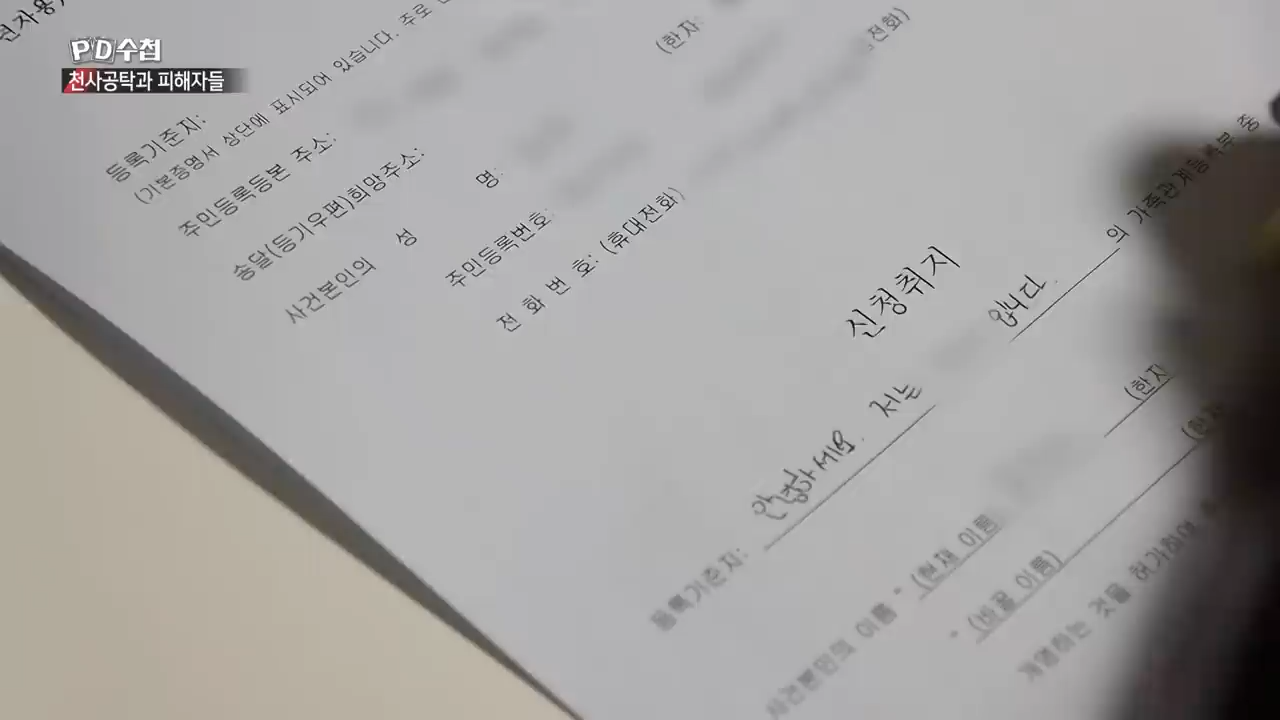 PD수첩
천사공탁과 피해자들
등록기준지:
(기본증명서 상단에 표시되어 있습니다. 주로
주민등록등본 주소:
송달(등기우편)희망주소:
사건본인의 성 명: (한자:
주민등록번호:
전 화 번 호: (휴대전화) 전화)
신청취지
등록기준지: 안녕하세요. 저는 입니다. 의 가족관계등록부 중
사건본인의 이름 " (현재 이름) (한자
" (바꿀 이름) (한자
개명하는 것을 허가하여